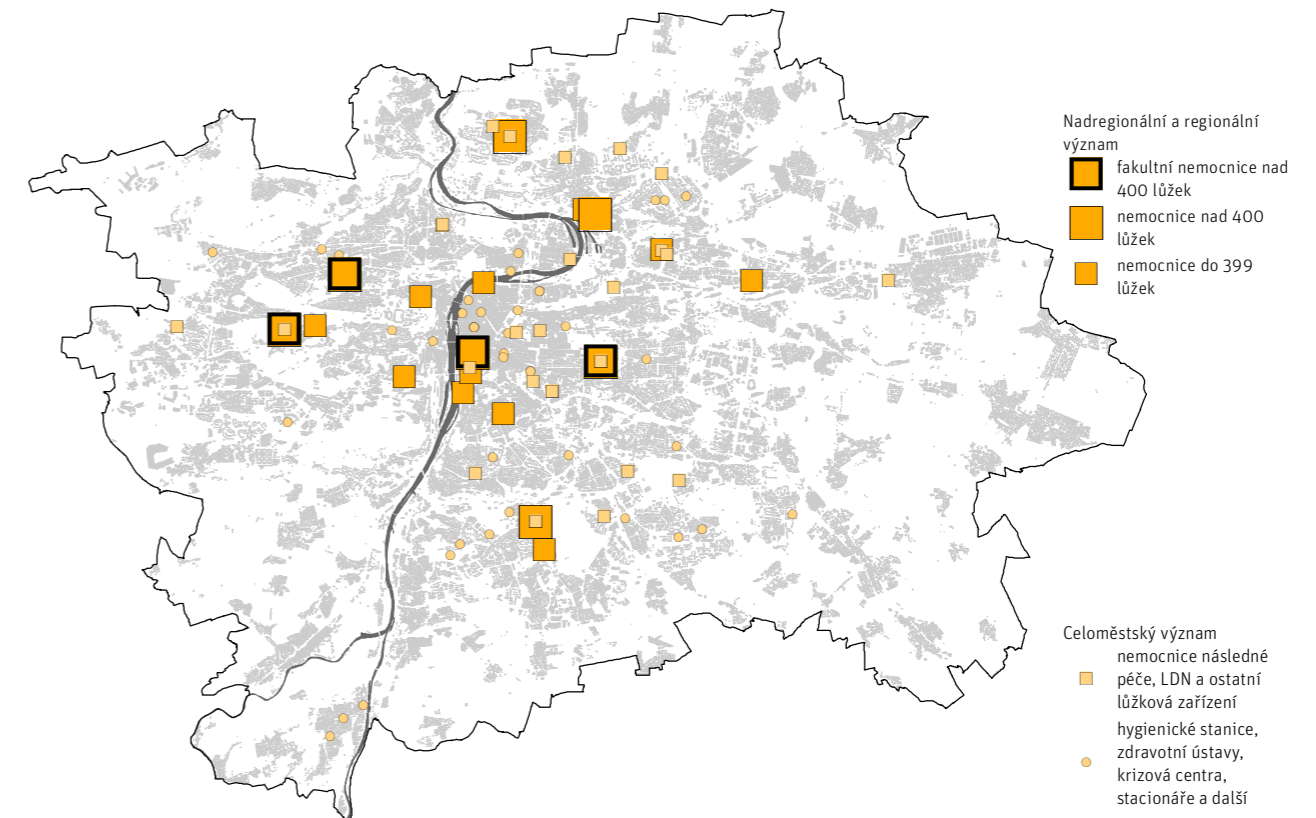 Nadregionální a regionální
význam
fakultní nemocnice nad
400 lůžek
nemocnice nad 400
lůžek
nemocnice do 399
lůžek
Celoměstský význam
nemocnice následné
péče, LDN a ostatní
lůžková zařízení
hygienické stanice,
zdravotní ústavy,
krizová centra,
stacionáře a další